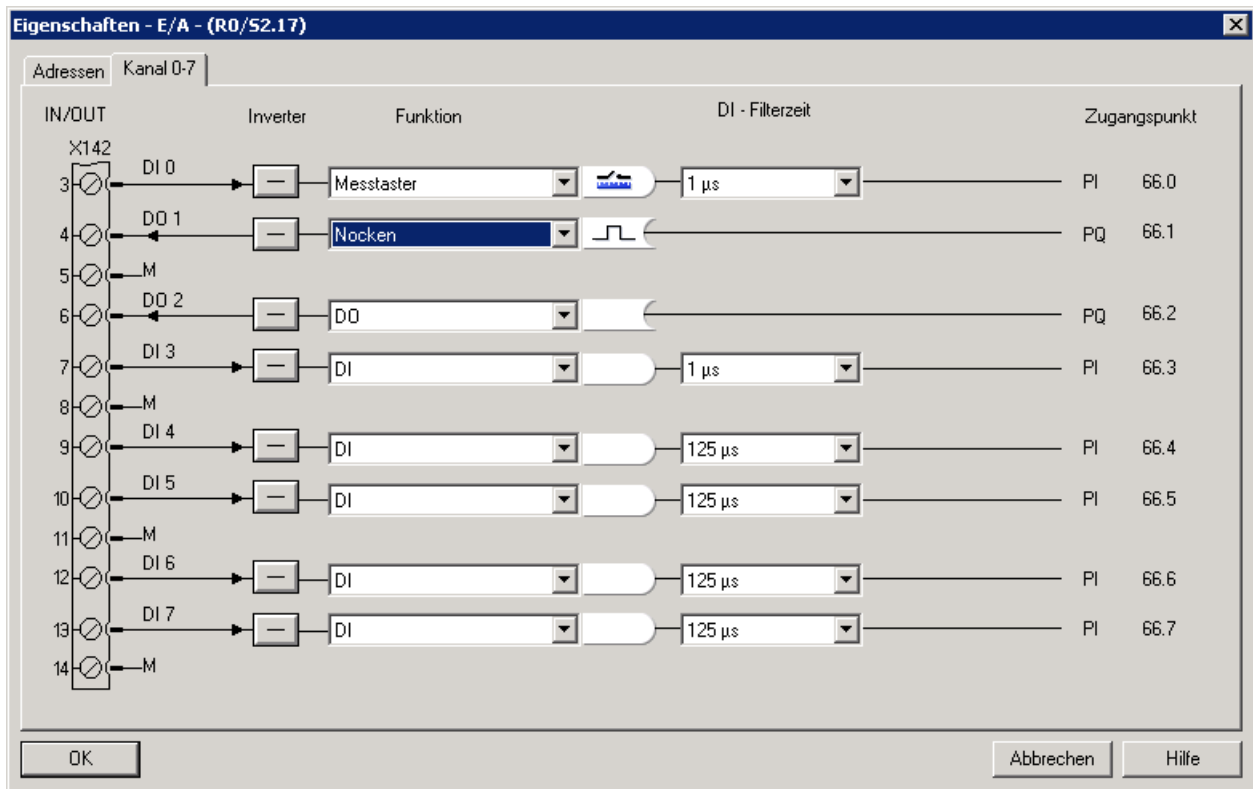 Eigenschaften - E/A - (R0/S2.17)
Adressen Kanal 0-7
IN/OUT Inverter Funktion DI - Filterzeit Zugangspunkt
X142
3 DI 0 Messtaster 1 µs PI 66.0
4 DO 1 Nocken PQ 66.1
5 M
6 DO 2 DO PQ 66.2
7 DI 3 DI 1 µs PI 66.3
8 M
9 DI 4 DI 125 µs PI 66.4
10 DI 5 DI 125 µs PI 66.5
11 M
12 DI 6 DI 125 µs PI 66.6
13 DI 7 DI 125 µs PI 66.7
14 M
OK Abbrechen Hilfe